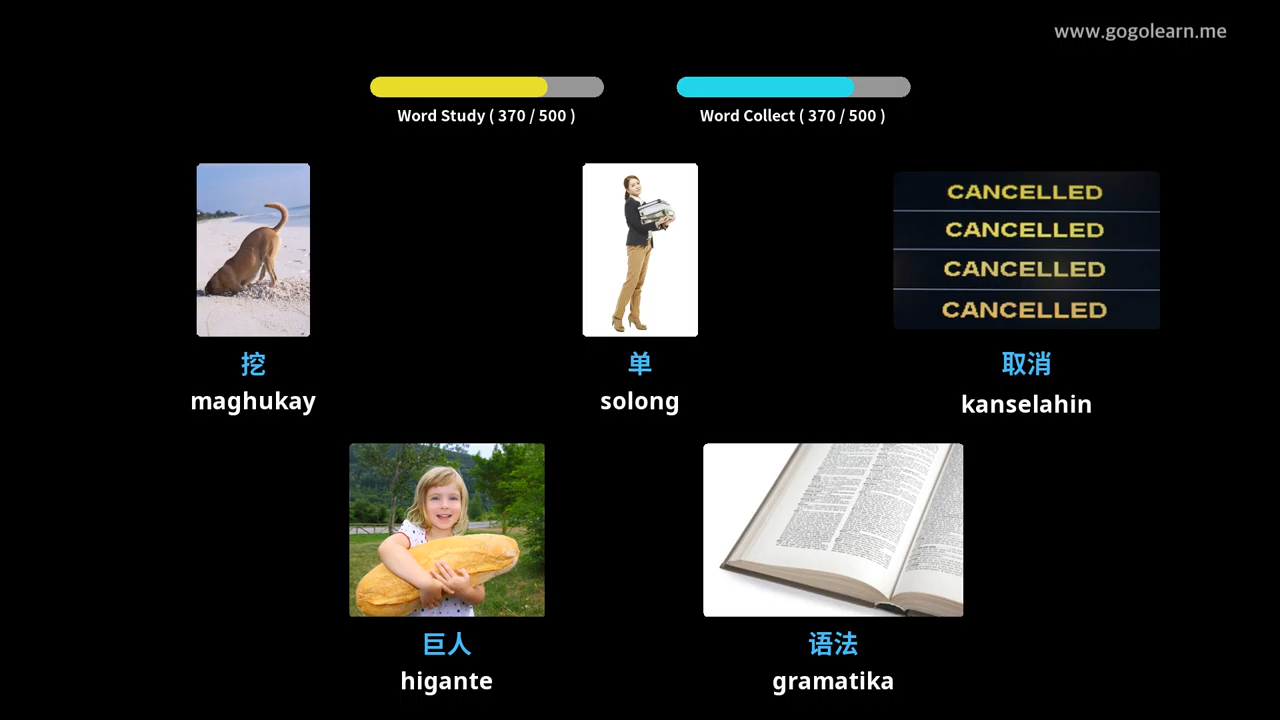 www.gogolearn.me
Word Study ( 370 / 500 )
Word Collect ( 370 / 500 )
CANCELLED
CANCELLED
CANCELLED
CANCELLED
挖
maghukay
单
solong
取消
kanselahin
巨人
higante
语法
gramatika